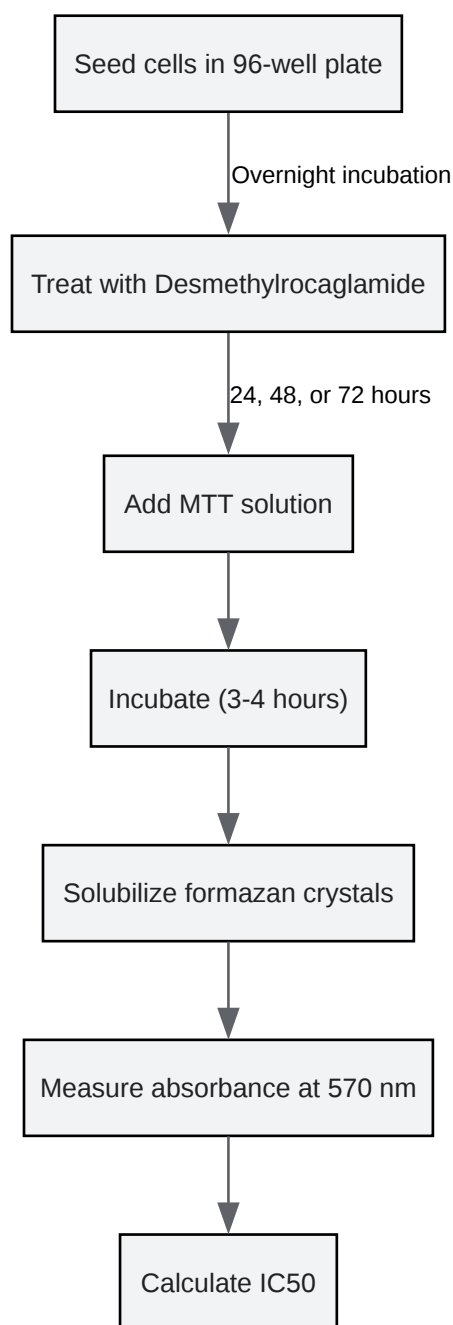 Seed cells in 96-well plate
Overnight incubation
Treat with Desmethylrocaglamide
24, 48, or 72 hours
Add MTT solution
Incubate (3-4 hours)
Solubilize formazan crystals
Measure absorbance at 570 nm
Calculate IC50